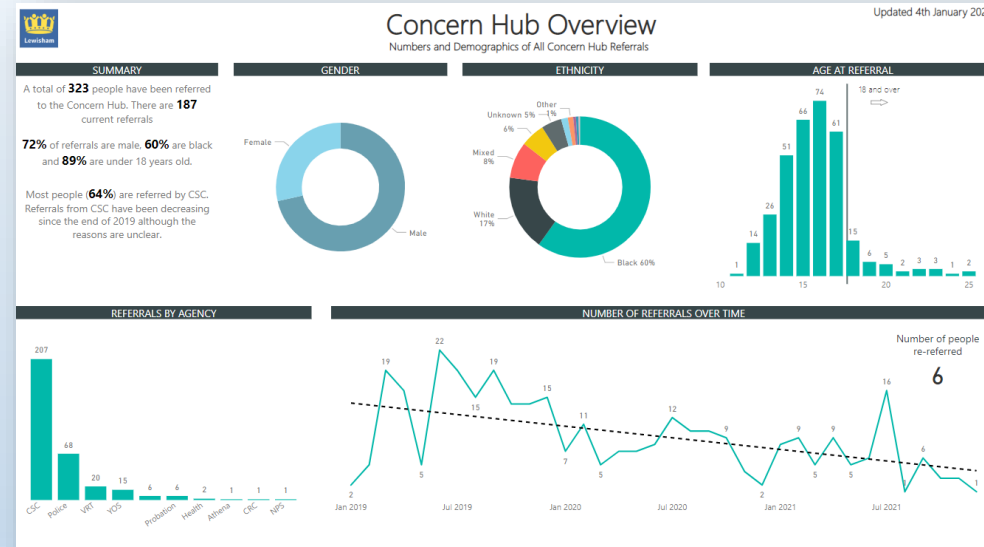 Lewisham
Concern Hub Overview
Numbers and Demographics of All Concern Hub Referrals
Updated 4th January 202
SUMMARY
A total of 323 people have been referred
to the Concern Hub. There are 187
current referrals
72% of referrals are male, 60% are black
and 89% are under 18 years old.
Most people (64%) are referred by CSC.
Referrals from CSC have been decreasing
since the end of 2019 although the
reasons are unclear.
GENDER
Female
Male
ETHNICITY
Other
1%
Unknown 5%
6%
Mixed
8%
White
17%
Black 60%
AGE AT REFERRAL
18 and over
1
14
26
51
66
74
61
15
6
5
2
3
3
1
2
10
15
20
25
REFERRALS BY AGENCY
207
68
20
15
6
6
2
1
1
1
CSC
Police
VRT
YOS
Probation
Health
Athena
CRC
NPS
NUMBER OF REFERRALS OVER TIME
Number of people
re-referred
6
2
19
5
22
15
19
15
7
11
5
12
9
2
9
5
9
5
16
1
6
1
Jan 2019
Jul 2019
Jan 2020
Jul 2020
Jan 2021
Jul 2021